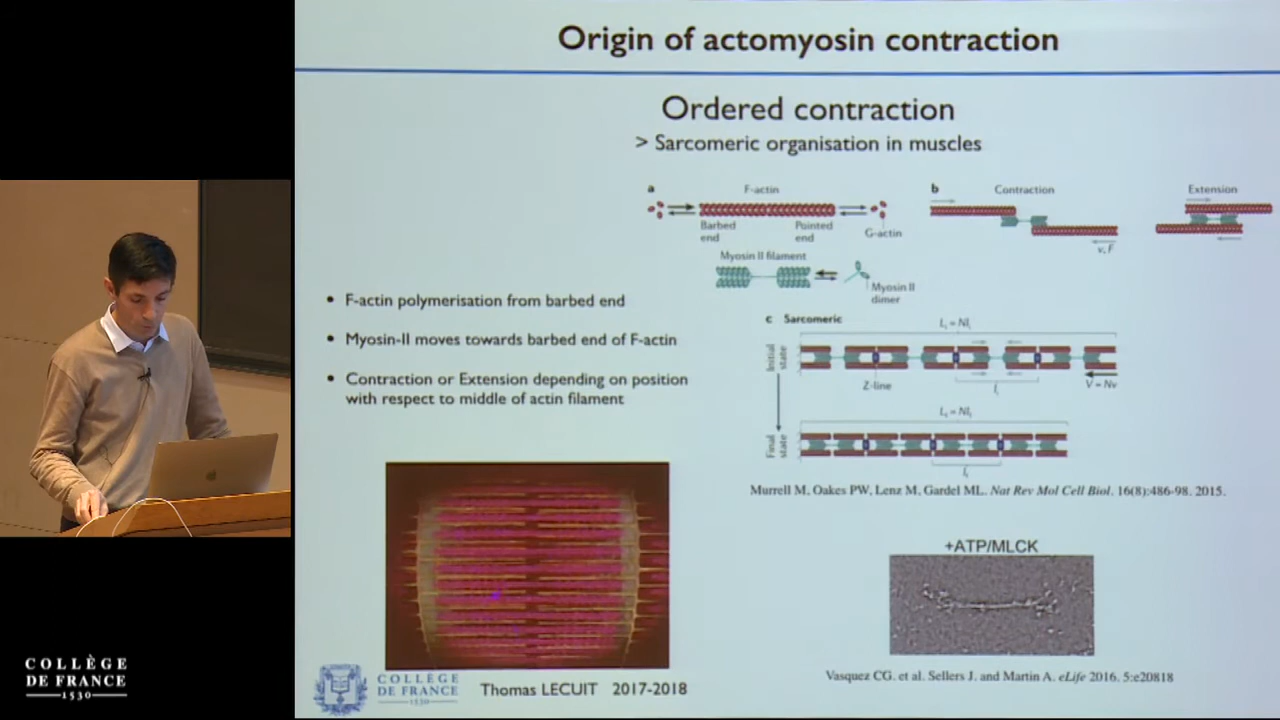 Origin of actomyosin contraction
Ordered contraction
> Sarcomeric organisation in muscles
a
F-actin
Barbed
end
Pointed
end
G-actin
Myosin II filament
Myosin II
dimer
b
Contraction
Extension
v, F
• F-actin polymerisation from barbed end
• Myosin-II moves towards barbed end of F-actin
• Contraction or Extension depending on position
with respect to middle of actin filament
c Sarcomeric
Lᵢ = Nlᵢ
Initial
state
Z-line
lᵢ
V = Nv
Final
state
Murrell M, Oakes PW, Lenz M, Gardel ML. Nat Rev Mol Cell Biol. 16(8):486-98. 2015.
+ATP/MLCK
Vasquez CG. et al. Sellers J. and Martin A. eLife 2016. 5:e20818
COLLÈGE
DE FRANCE
1530
Thomas LECUIT 2017-2018
COLLÈGE
DE FRANCE
1530